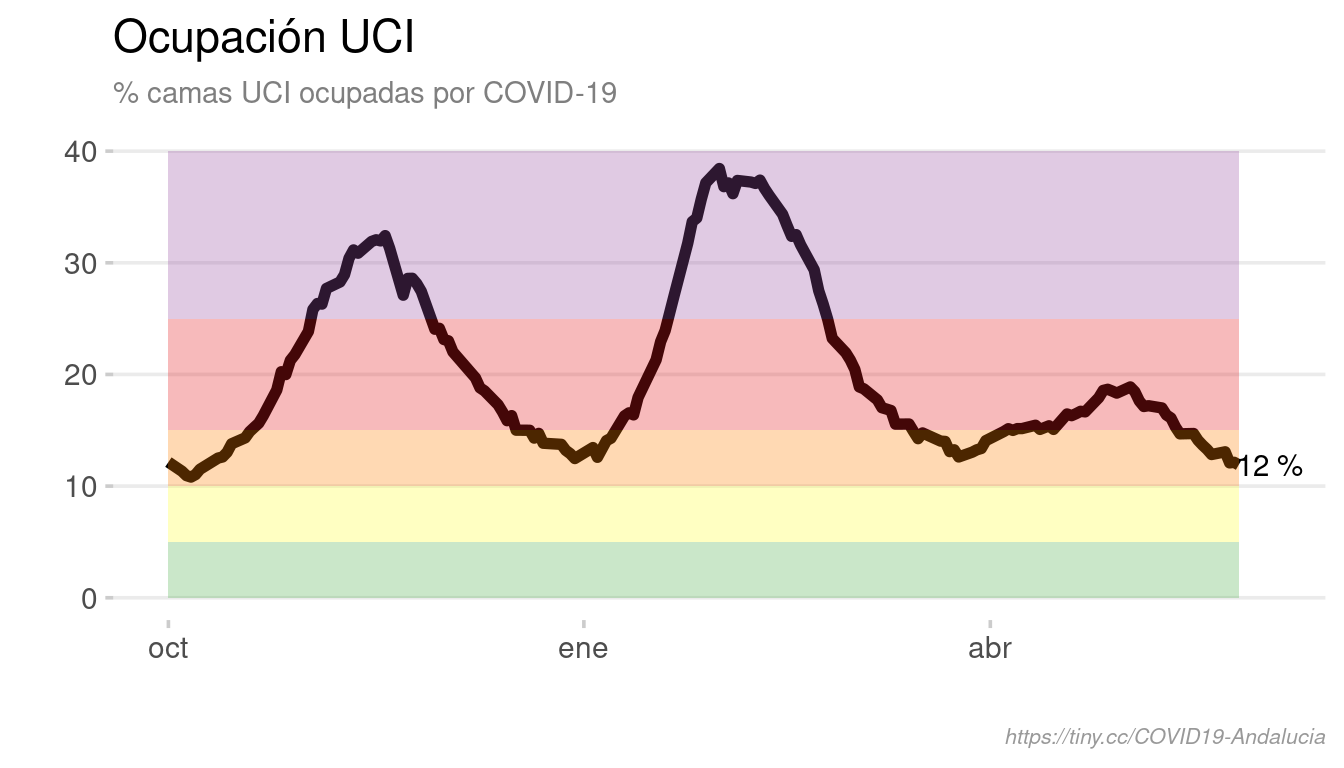 Ocupación UCI
% camas UCI ocupadas por COVID-19
40
30
20
10
0
12 %
oct
ene
abr
https://tiny.cc/COVID19-Andalucia